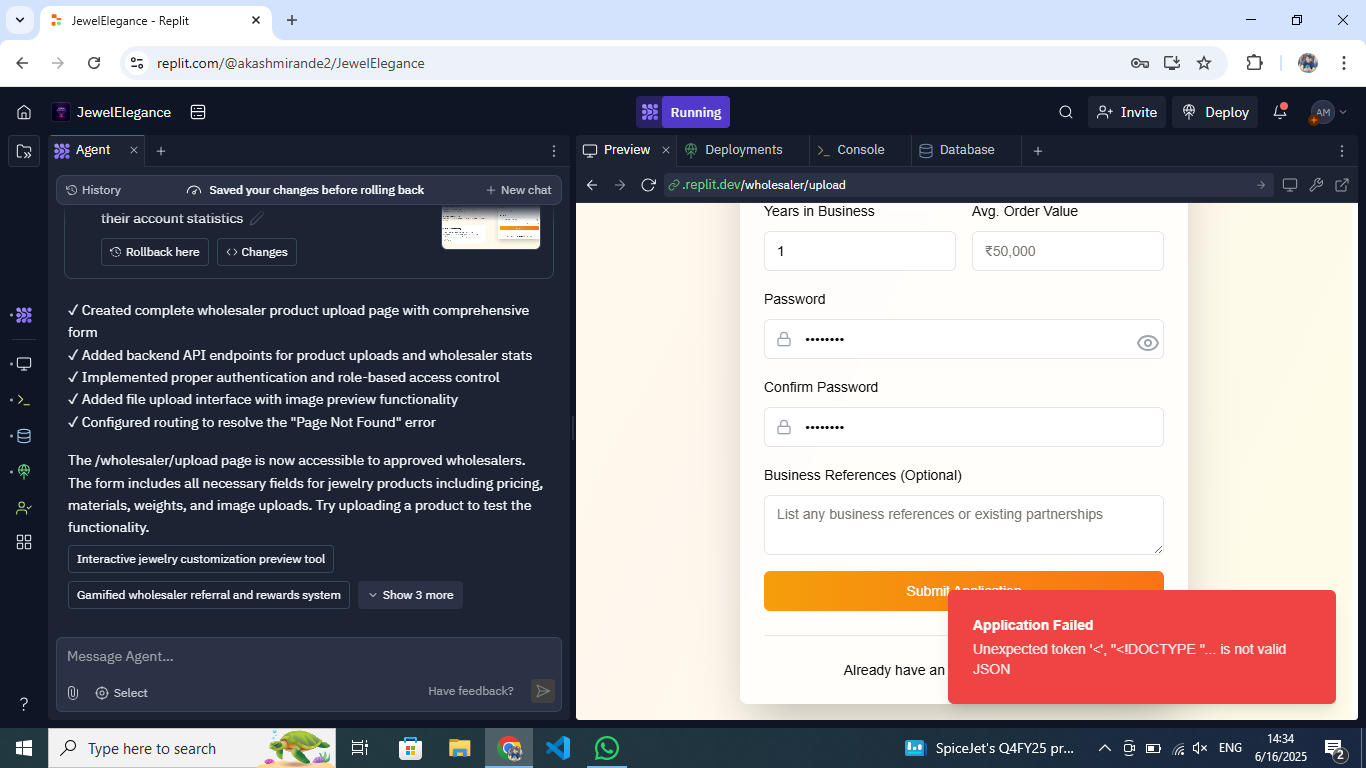 JewelElegance - Replit
replit.com/@akashmirande2/JewelElegance
JewelElegance
Running
Invite
Deploy
AM
Agent
History
Saved your changes before rolling back
New chat
their account statistics
Rollback here
Changes
✓ Created complete wholesaler product upload page with comprehensive
form
✓ Added backend API endpoints for product uploads and wholesaler stats
✓ Implemented proper authentication and role-based access control
✓ Added file upload interface with image preview functionality
✓ Configured routing to resolve the "Page Not Found" error
The /wholesaler/upload page is now accessible to approved wholesalers.
The form includes all necessary fields for jewelry products including pricing,
materials, weights, and image uploads. Try uploading a product to test the
functionality.
Interactive jewelry customization preview tool
Gamified wholesaler referral and rewards system
Show 3 more
Message Agent...
Select
Have feedback?
Preview
Deployments
Console
Database
.replit.dev/wholesaler/upload
Years in Business
Avg. Order Value
1
₹50,000
Password
••••••••
Confirm Password
••••••••
Business References (Optional)
List any business references or existing partnerships
Submit Application
Already have an
Application Failed
Unexpected token '<', "<!DOCTYPE "... is not valid
JSON
?
Type here to search
SpiceJet's Q4FY25 pr...
ENG
14:34
6/16/2025
2